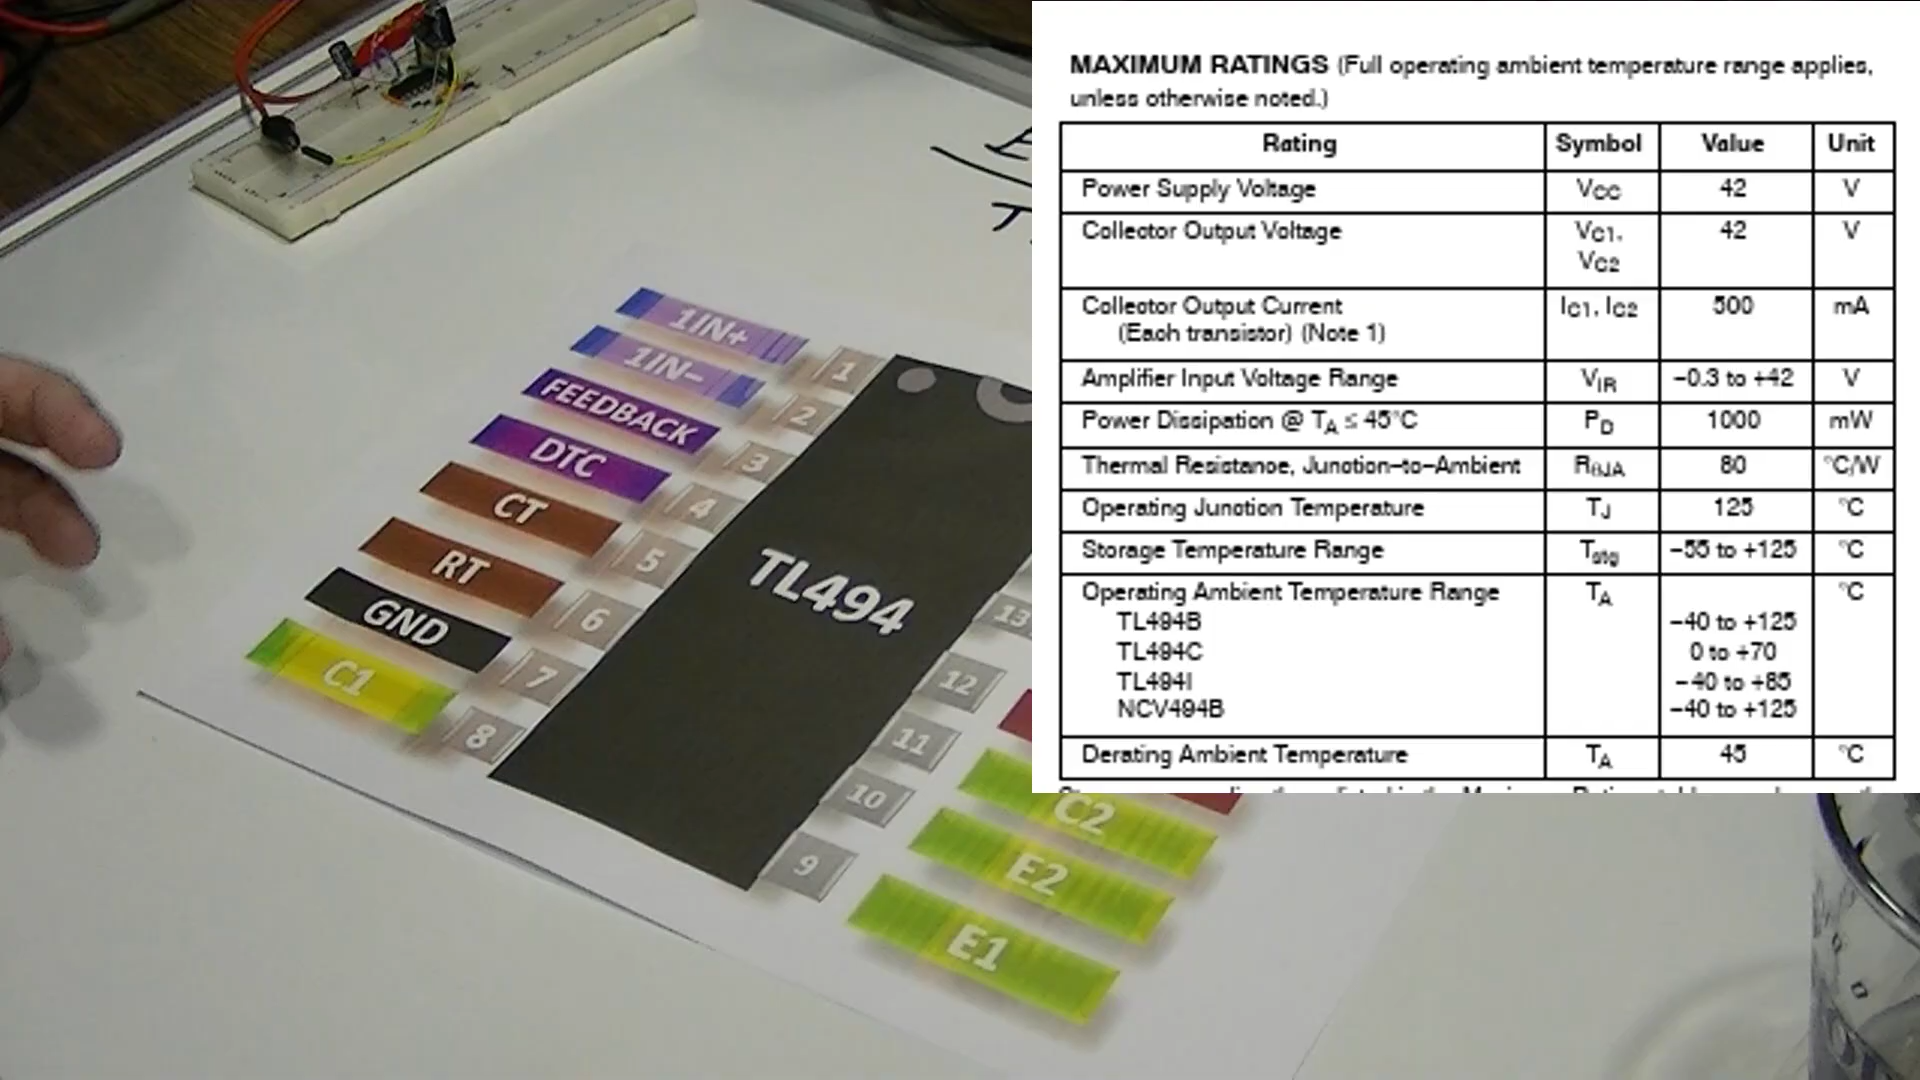 1IN+
1IN−
FEEDBACK
DTC
CT
RT
GND
C1
1
2
3
4
5
6
7
8
TL494
13
12
11
10
9
C2
E2
E1
MAXIMUM RATINGS (Full operating ambient temperature range applies,
unless otherwise noted.)
Rating Symbol Value Unit
Power Supply Voltage VCC 42 V
Collector Output Voltage VC1, 42 V
VC2
Collector Output Current IC1, IC2 500 mA
(Each transistor) (Note 1)
Amplifier Input Voltage Range VIR −0.3 to +42 V
Power Dissipation @ TA ≤ 45°C PD 1000 mW
Thermal Resistance, Junction−to−Ambient RθJA 80 °C/W
Operating Junction Temperature TJ 125 °C
Storage Temperature Range Tstg −55 to +125 °C
Operating Ambient Temperature Range TA °C
TL494B −40 to +125
TL494C 0 to +70
TL494I −40 to +85
NCV494B −40 to +125
Derating Ambient Temperature TA 45 °C